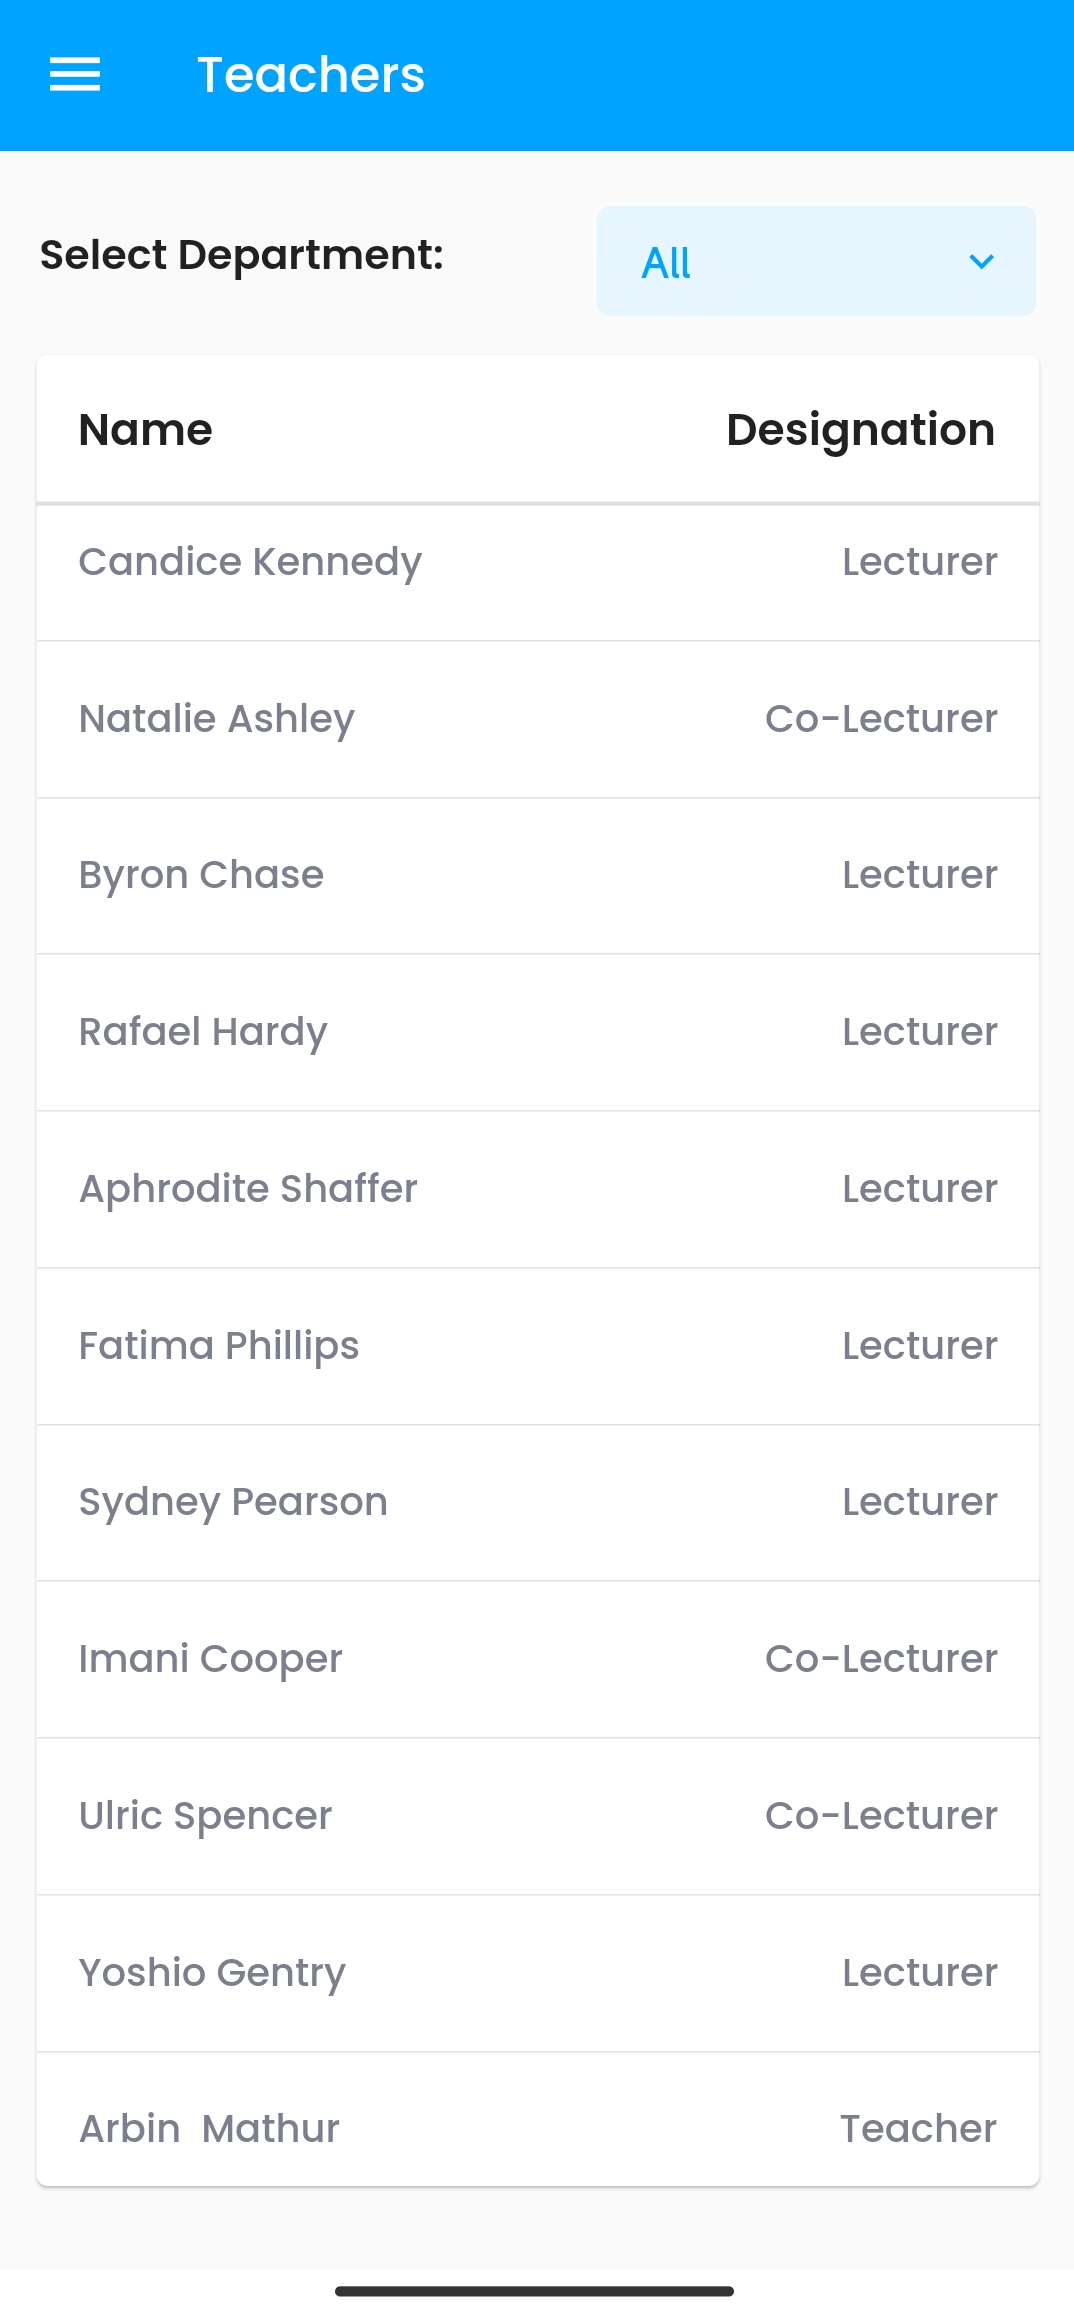 Teachers
Select Department: All
Name Designation
Candice Kennedy Lecturer
Natalie Ashley Co-Lecturer
Byron Chase Lecturer
Rafael Hardy Lecturer
Aphrodite Shaffer Lecturer
Fatima Phillips Lecturer
Sydney Pearson Lecturer
Imani Cooper Co-Lecturer
Ulric Spencer Co-Lecturer
Yoshio Gentry Lecturer
Arbin  Mathur Teacher